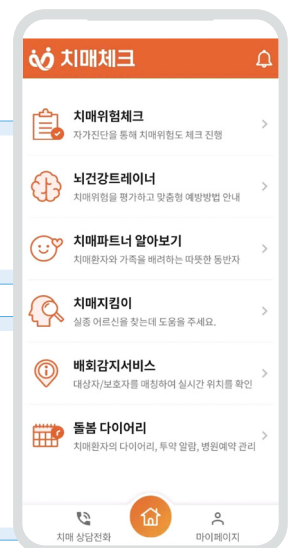 치매체크
치매위험체크
자가진단을 통해 치매위험도 체크 진행
뇌건강트레이너
치매위험을 평가하고 맞춤형 예방방법 안내
치매파트너 알아보기
치매환자와 가족을 배려하는 따뜻한 동반자
치매지킴이
실종 어르신을 찾는데 도움을 주세요.
배회감지서비스
대상자/보호자를 매칭하여 실시간 위치를 확인
돌봄 다이어리
치매환자의 다이어리, 투약 알람, 병원예약 관리
치매 상담전화
마이페이지